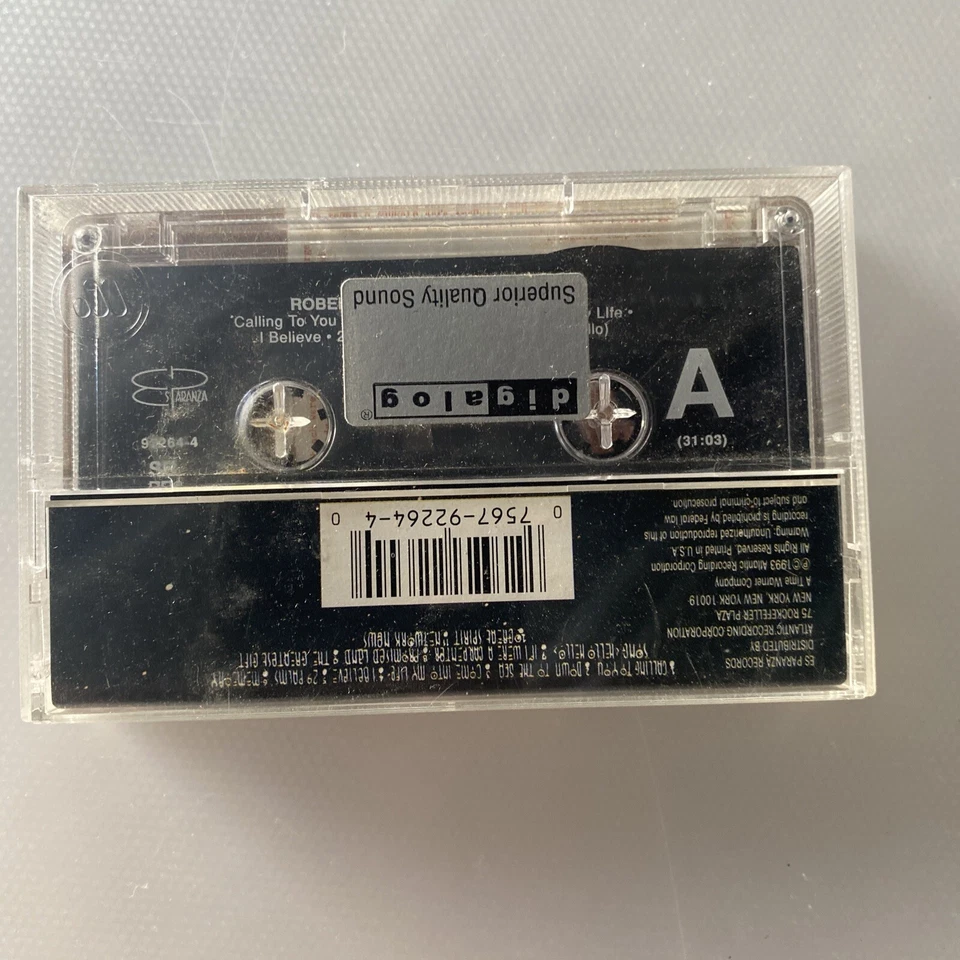 ROBE
Calling To You
y Life •
I Believe • 2
llo)
Superior Quality Sound
digalog®
ES PARANZA
A
(31:03)
264-4
0 7567-92264-4 0
ES PARANZA RECORDS
DISTRIBUTED BY
ATLANTIC RECORDING CORPORATION
75 ROCKEFELLER PLAZA
NEW YORK, NEW YORK 10019
A Time Warner Company
℗©1993 Atlantic Recording Corporation
All Rights Reserved. Printed in U.S.A.
Warning: Unauthorized reproduction of this
recording is prohibited by Federal law
and subject to criminal prosecution.
CALLING TO YOU DOWN TO THE SEA COME INTO MY LIFE I BELIEVE 29 PALMS MEMORY
SONG <HELLO HELLO> IF I WERE A CARPENTER PROMISED LAND THE GREATEST GIFT
GREAT SPIRIT NETWORK NEWS